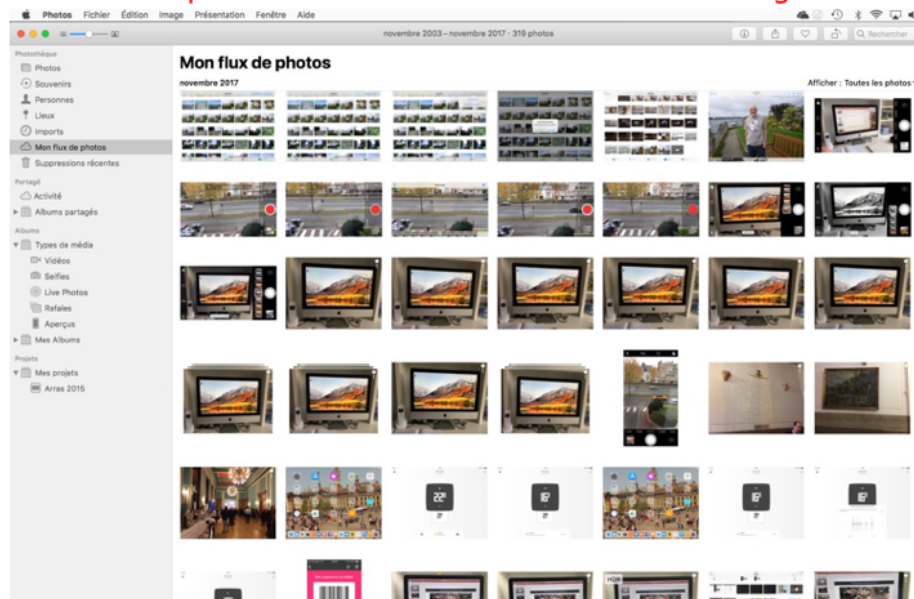 Photos Fichier Édition Image Présentation Fenêtre Aide
novembre 2003 – novembre 2017 · 319 photos
Rechercher
Photothèque
Photos
Souvenirs
Personnes
Lieux
Imports
Mon flux de photos
Suppressions récentes
Partagé
Activité
Albums partagés
Albums
Types de média
Vidéos
Selfies
Live Photos
Rafales
Aperçus
Mes Albums
Projets
Mes projets
Arras 2015
Mon flux de photos
novembre 2017
Afficher : Toutes les photos
HDR